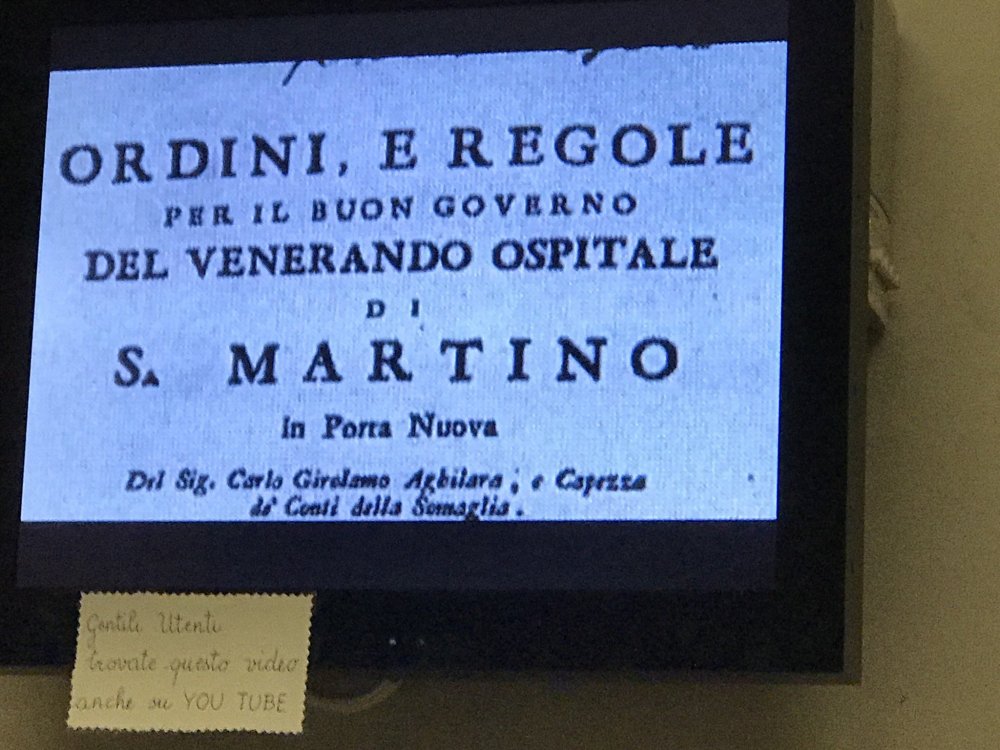 ORDINI, E REGOLE
PER IL BUON GOVERNO
DEL VENERANDO OSPITALE
DI
S. MARTINO
in Porta Nuova
Del Sig. Carlo Girolamo Aghilara, e Capezza
de' Conti della Somaglia.
Gentili Utenti
trovate questo video
anche su YOU TUBE